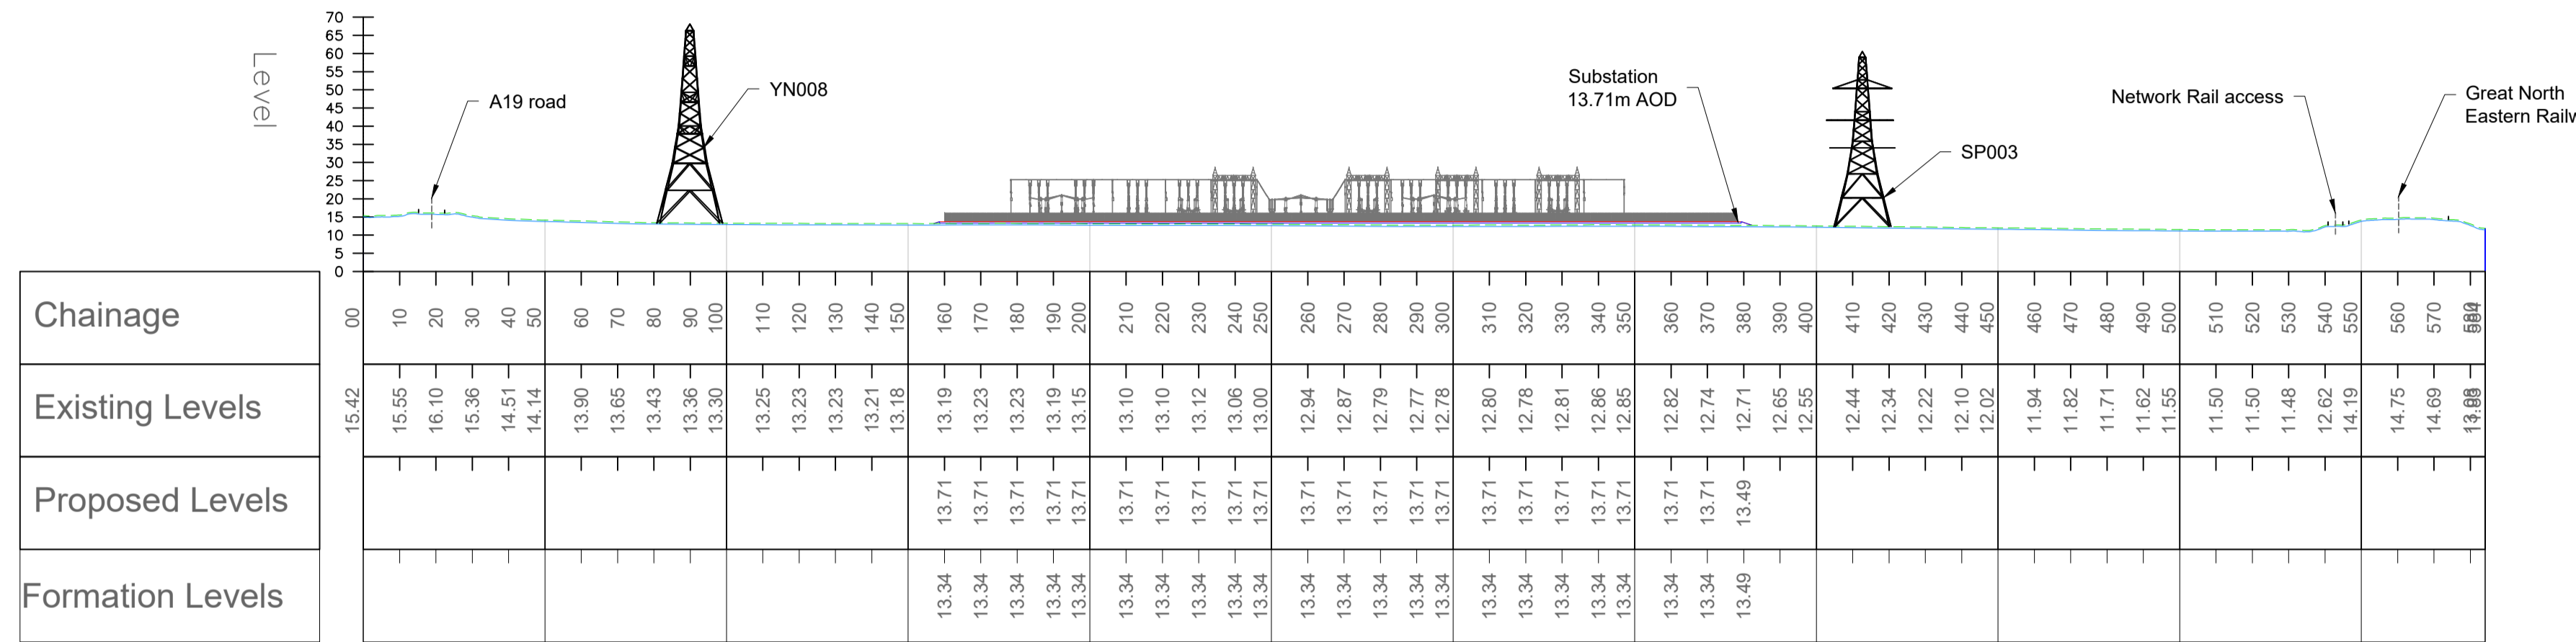 70
65
60
55
50
45
40
35
30
25
20
15
10
5
0
Level
A19 road
YN008
Substation
13.71m AOD
SP003
Network Rail access
Great North
Eastern Railw
Chainage
00 10 20 30 40 50 60 70 80 90 100 110 120 130 140 150 160 170 180 190 200 210 220 230 240 250 260 270 280 290 300 310 320 330 340 350 360 370 380 390 400 410 420 430 440 450 460 470 480 490 500 510 520 530 540 550 560 570
Existing Levels
15.42 15.55 16.10 15.36 14.51 14.14 13.90 13.65 13.43 13.36 13.30 13.25 13.23 13.23 13.21 13.18 13.19 13.23 13.23 13.19 13.15 13.10 13.10 13.12 13.06 13.00 12.94 12.87 12.79 12.77 12.78 12.80 12.78 12.81 12.86 12.85 12.82 12.74 12.71 12.65 12.55 12.44 12.34 12.22 12.10 12.02 11.94 11.82 11.71 11.62 11.55 11.50 11.50 11.48 12.62 14.19 14.75 14.69
Proposed Levels
13.71 13.71 13.71 13.71 13.71 13.71 13.71 13.71 13.71 13.71 13.71 13.71 13.71 13.71 13.71 13.71 13.71 13.71 13.71 13.71 13.71 13.71 13.49
Formation Levels
13.34 13.34 13.34 13.34 13.34 13.34 13.34 13.34 13.34 13.34 13.34 13.34 13.34 13.34 13.34 13.34 13.34 13.34 13.34 13.34 13.34 13.34 13.49